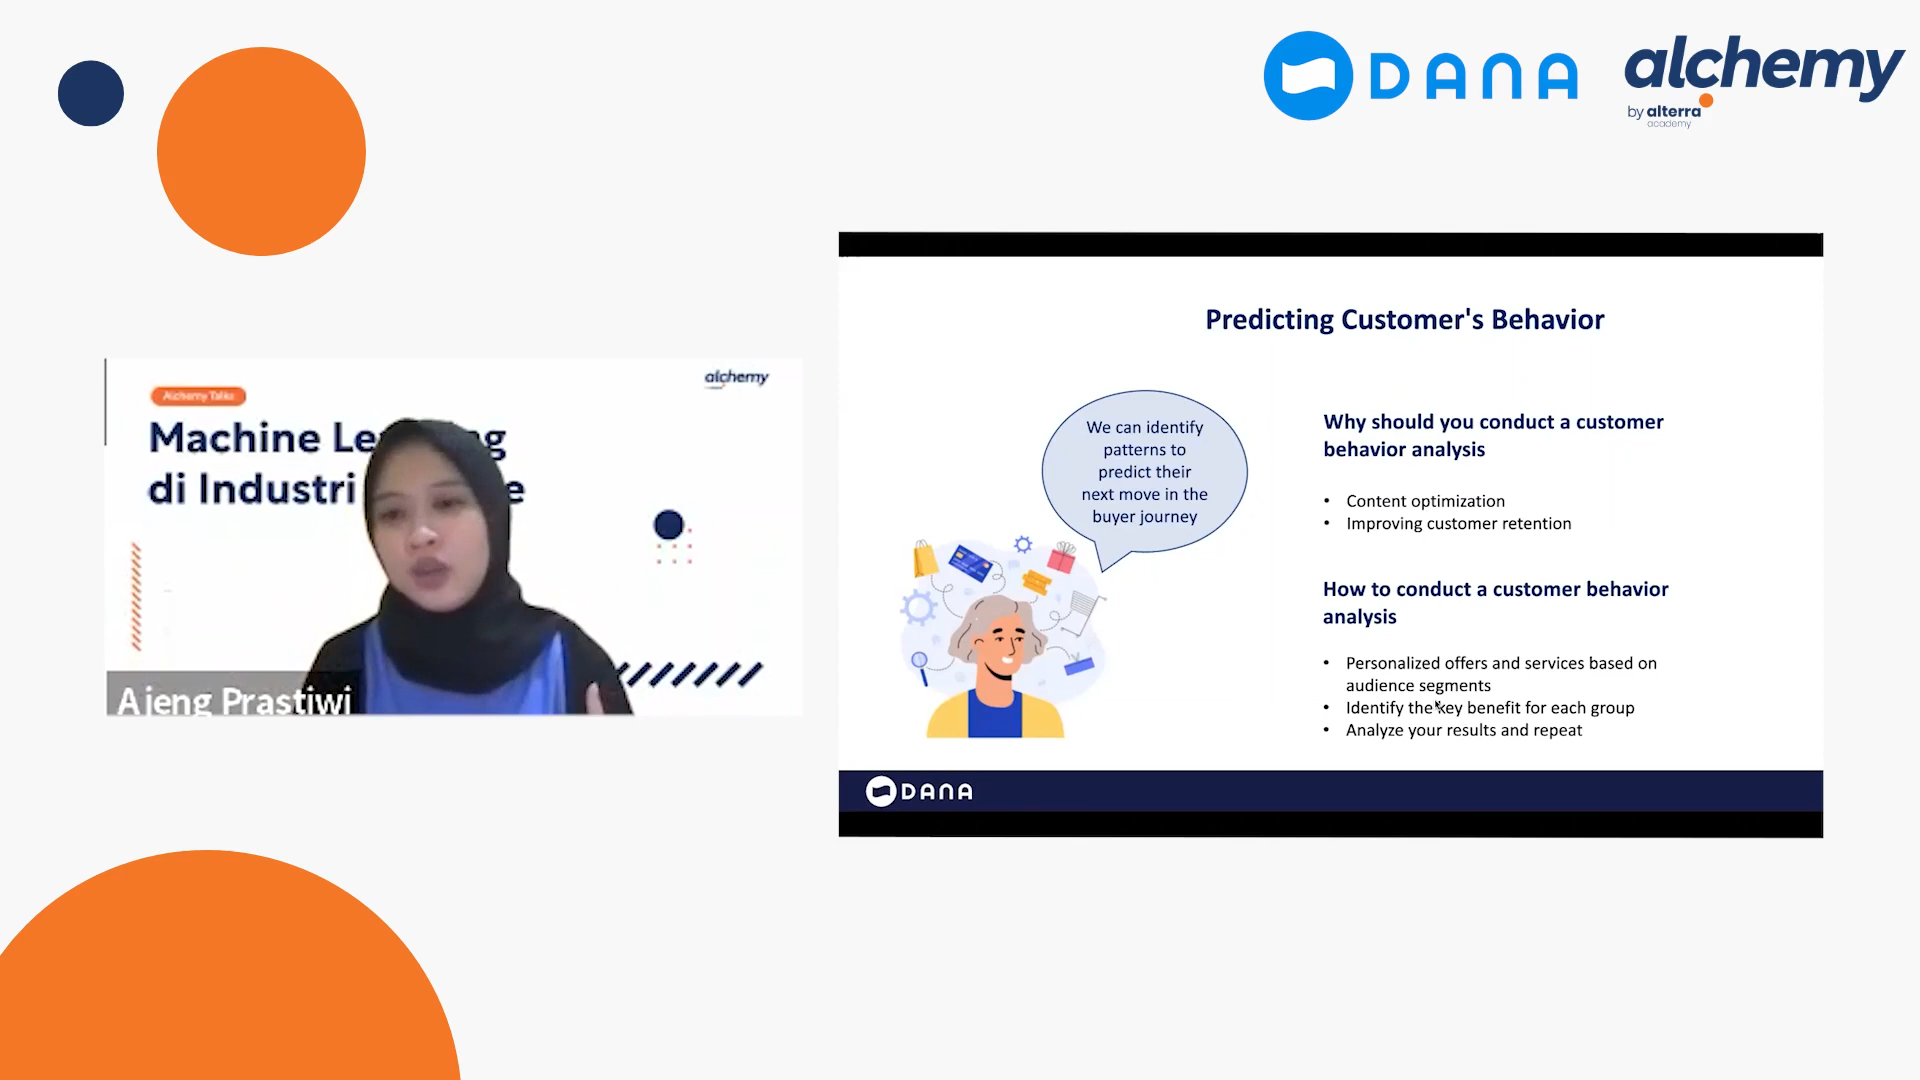 DANA
alchemy
by alterra
academy
alchemy
Alchemy Talks
Machine
di Industri
Ajeng Prastiwi
Predicting Customer's Behavior
We can identify
patterns to
predict their
next move in the
buyer journey
Why should you conduct a customer
behavior analysis
• Content optimization
• Improving customer retention
How to conduct a customer behavior
analysis
• Personalized offers and services based on
audience segments
• Identify the key benefit for each group
• Analyze your results and repeat
DANA